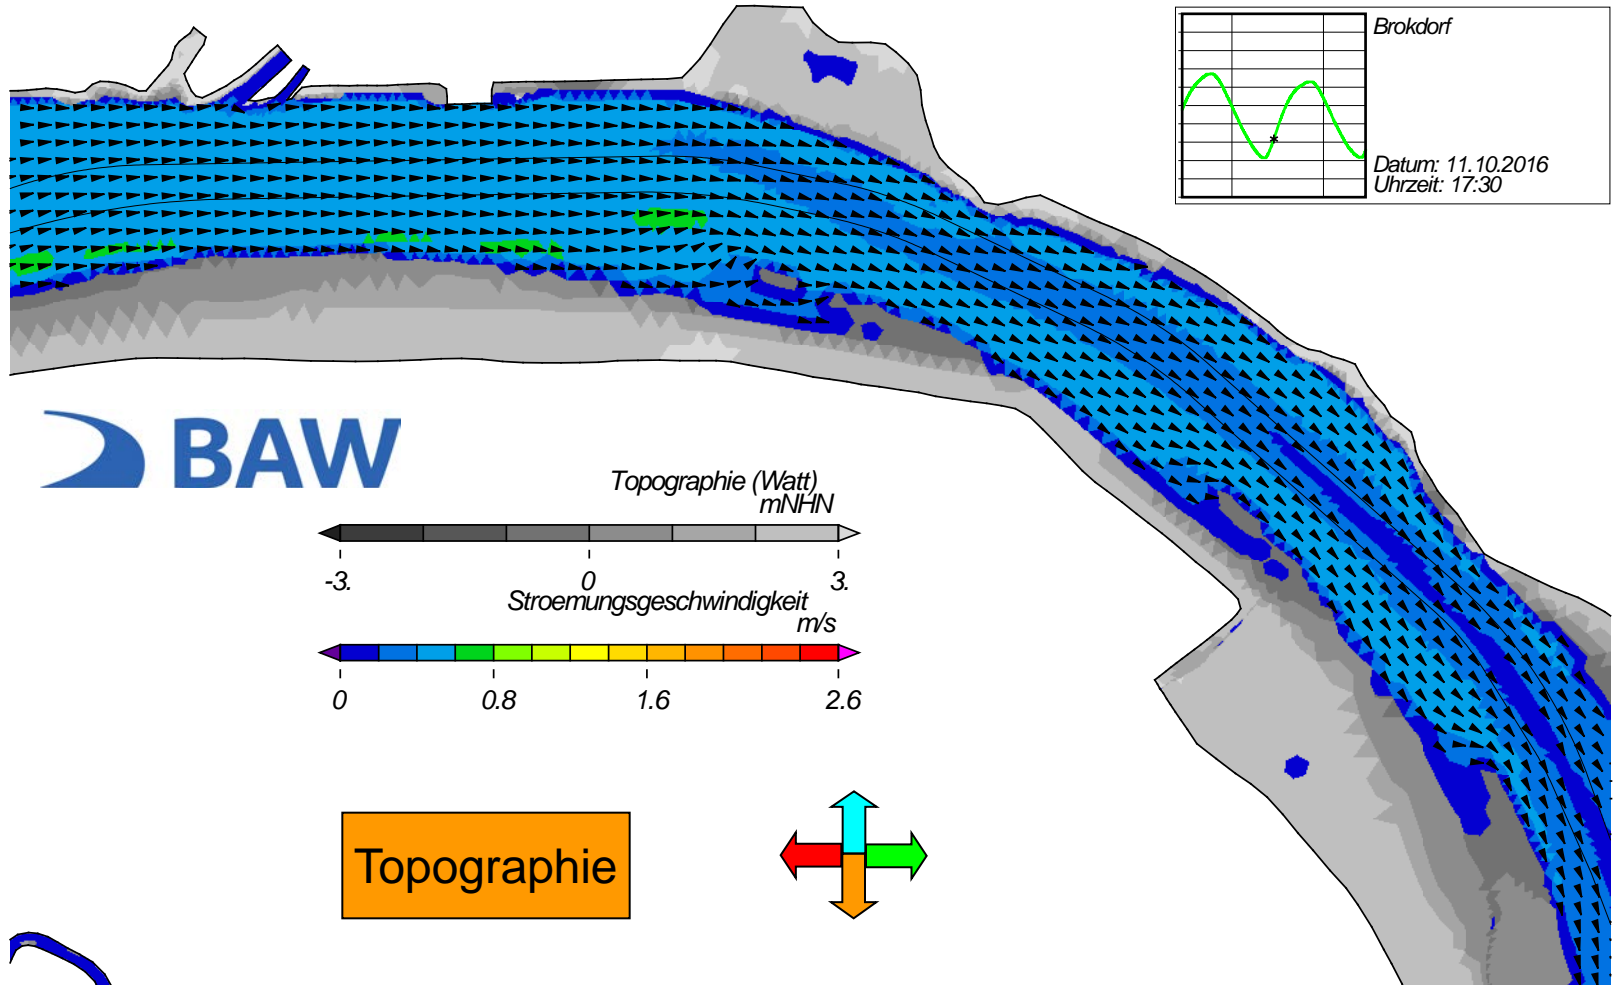 Brokdorf
Datum: 11.10.2016
Uhrzeit: 17:30
BAW
Topographie (Watt)
mNHN
-3. 0 3.
Stroemungsgeschwindigkeit
m/s
0 0.8 1.6 2.6
Topographie